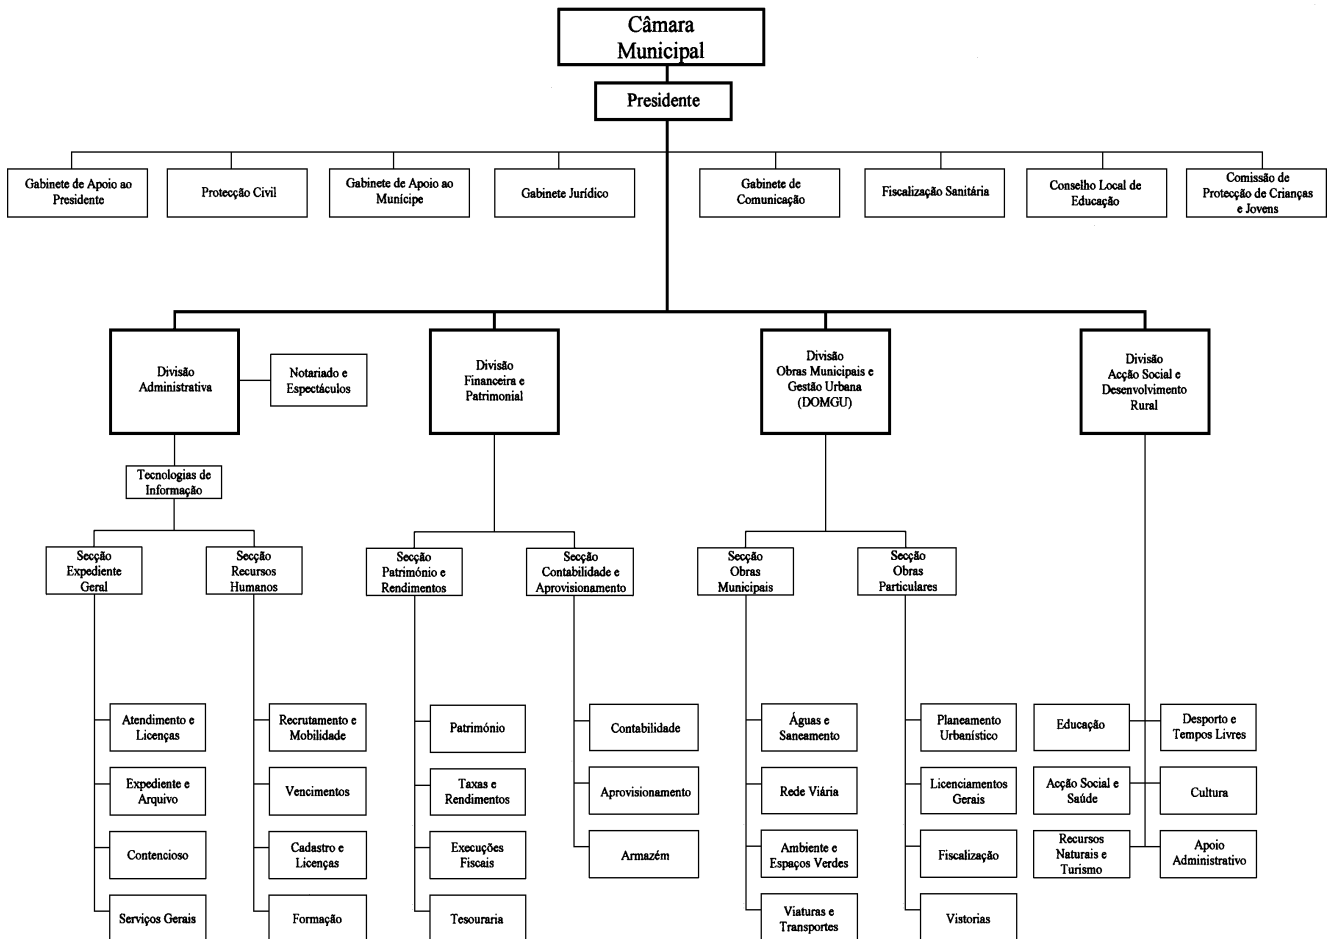 Câmara
Municipal
Presidente
Gabinete de Apoio ao
Presidente
Protecção Civil
Gabinete de Apoio ao
Munícipe
Gabinete Jurídico
Gabinete de
Comunicação
Fiscalização Sanitária
Conselho Local de
Educação
Comissão de
Protecção de Crianças
e Jovens
Divisão
Administrativa
Notariado e
Espectáculos
Divisão
Financeira e
Patrimonial
Divisão
Obras Municipais e
Gestão Urbana
(DOMGU)
Divisão
Acção Social e
Desenvolvimento
Rural
Tecnologias de
Informação
Secção
Expediente
Geral
Secção
Recursos
Humanos
Secção
Património e
Rendimentos
Secção
Contabilidade e
Aprovisionamento
Secção
Obras
Municipais
Secção
Obras
Particulares
Atendimento e
Licenças
Recrutamento e
Mobilidade
Património
Contabilidade
Águas e
Saneamento
Planeamento
Urbanístico
Educação
Desporto e
Tempos Livres
Expediente e
Arquivo
Vencimentos
Taxas e
Rendimentos
Aprovisionamento
Rede Viária
Licenciamentos
Gerais
Acção Social e
Saúde
Cultura
Contencioso
Cadastro e
Licenças
Execuções
Fiscais
Armazém
Ambiente e
Espaços Verdes
Fiscalização
Recursos
Naturais e
Turismo
Apoio
Administrativo
Serviços Gerais
Formação
Tesouraria
Viaturas e
Transportes
Vistorias